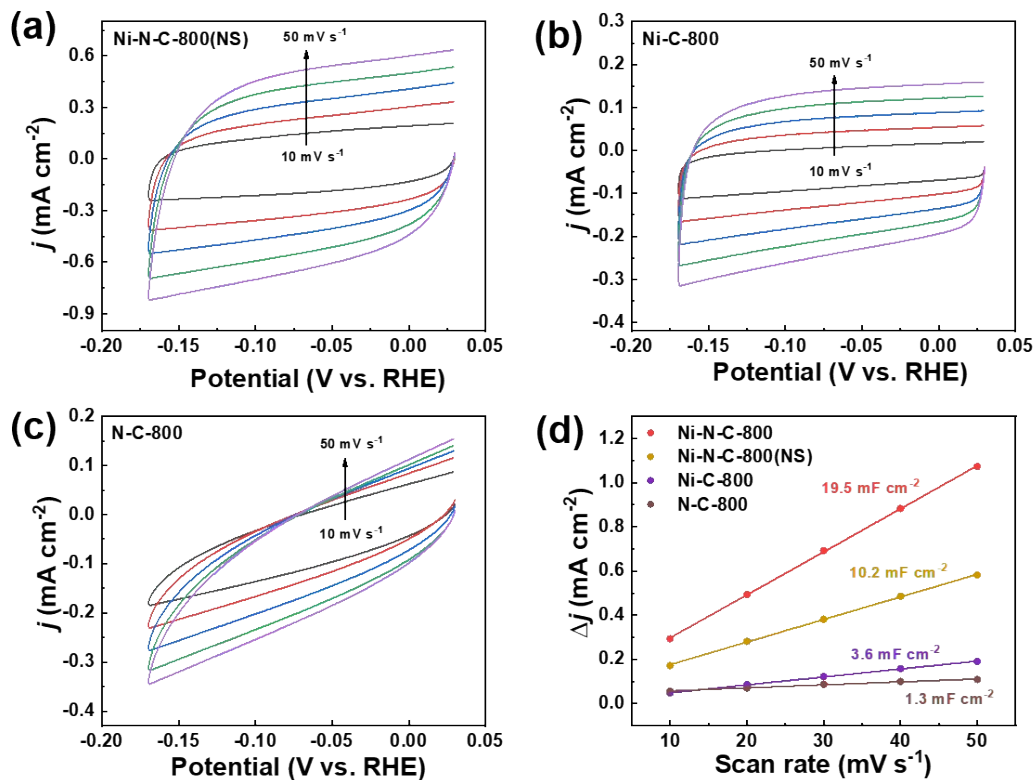 (a)
Ni-N-C-800(NS)
50 mV s⁻¹
10 mV s⁻¹
0.6
0.3
0.0
-0.3
-0.6
-0.9
j (mA cm⁻²)
-0.20 -0.15 -0.10 -0.05 0.00 0.05
Potential (V vs. RHE)
(b)
Ni-C-800
50 mV s⁻¹
10 mV s⁻¹
0.3
0.2
0.1
0.0
-0.1
-0.2
-0.3
-0.4
j (mA cm⁻²)
-0.20 -0.15 -0.10 -0.05 0.00 0.05
Potential (V vs. RHE)
(c)
N-C-800
50 mV s⁻¹
10 mV s⁻¹
0.2
0.1
0.0
-0.1
-0.2
-0.3
-0.4
j (mA cm⁻²)
-0.20 -0.15 -0.10 -0.05 0.00 0.05
Potential (V vs. RHE)
(d)
Ni-N-C-800
Ni-N-C-800(NS)
Ni-C-800
N-C-800
19.5 mF cm⁻²
10.2 mF cm⁻²
3.6 mF cm⁻²
1.3 mF cm⁻²
1.2
1.0
0.8
0.6
0.4
0.2
0.0
Δj (mA cm⁻²)
10 20 30 40 50
Scan rate (mV s⁻¹)